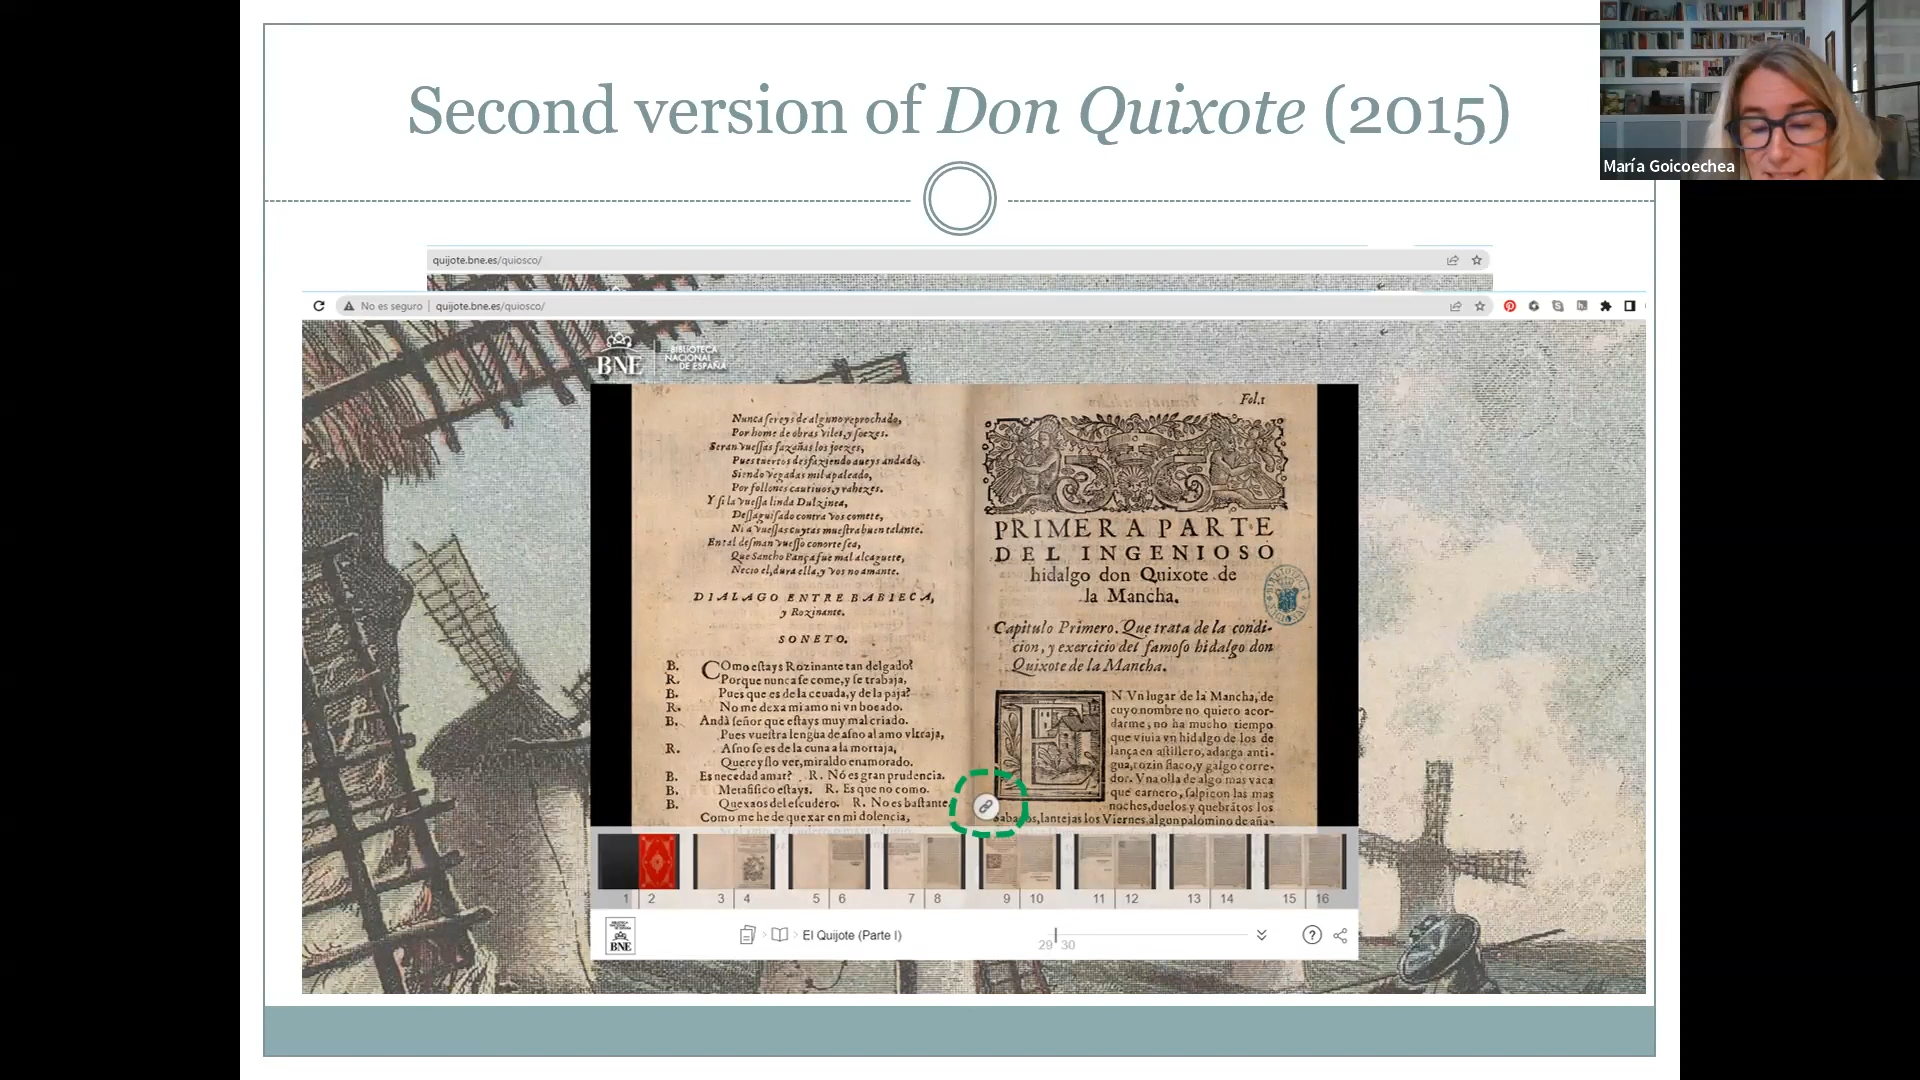 Second version of Don Quixote (2015)
María Goicoechea
quijote.bne.es/quiosco/
No es seguro | quijote.bne.es/quiosco/
BNE
BIBLIOTECA
NACIONAL
DE ESPAÑA
Nunca sereys de alguno reprochado,
Por home de obras viles, y soezes.
Seran vuessas fazañas los joezes,
Pues tuertos desfaziendo aueys andado,
Siendo vegadas mil apaleado,
Por follones cautiuos, y rahezes.
Y si la vuessa linda Dulzinea,
Dessaguisado contra vos comete,
Ni a vuessas cuytas muestra buen talante.
En tal desman vuesso conorte sea,
Que Sancho Pança fue mal alcaguete,
Necio el, dura ella, y vos no amante.
DIALAGO ENTRE BABIECA,
y Rozinante.
SONETO.
B. COmo estays Rozinante tan delgado?
R. Porque nunca se come, y se trabaja,
B. Pues que es de la ceuada, y de la paja?
R. No me dexa mi amo ni vn bocado.
B. Andà señor que estays muy mal criado.
Pues vuestra lengua de asno al amo vltraja,
R. Asno se es de la cuna a la mortaja,
Quereyslo ver, miraldo enamorado.
B. Es necedad amar? R. No es gran prudencia.
B. Metafisico estays. R. Es que no como.
B. Quexaos del escudero. R. No es bastante.
Como me he de quexar en mi dolencia,
Fol.1
PRIMERA PARTE
DEL INGENIOSO
hidalgo don Quixote de
la Mancha.
Capitulo Primero. Que trata de la condi-
cion, y exercicio del famoso hidalgo don
Quixote de la Mancha.
EN Vn lugar de la Mancha, de
cuyo nombre no quiero acor-
darme, no ha mucho tiempo
que viuia vn hidalgo de los de
lança en astillero, adarga anti-
gua, rozin flaco, y galgo corre-
dor. Vna olla de algo mas vaca
que carnero, salpicon las mas
noches, duelos y quebrãtos los
Sabados, lantejas los Viernes, algun palomino de aña-
1 2 3 4 5 6 7 8 9 10 11 12 13 14 15 16
BNE
El Quijote (Parte I)
29 30